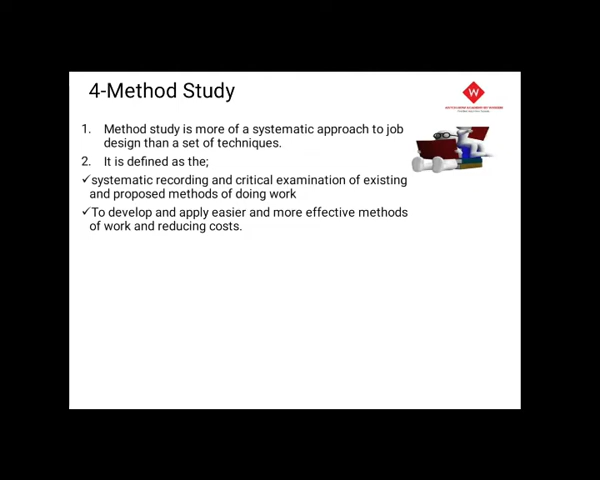 4-Method Study
W
1. Method study is more of a systematic approach to job
design than a set of techniques.
2. It is defined as the;
✓systematic recording and critical examination of existing
and proposed methods of doing work
✓To develop and apply easier and more effective methods
of work and reducing costs.